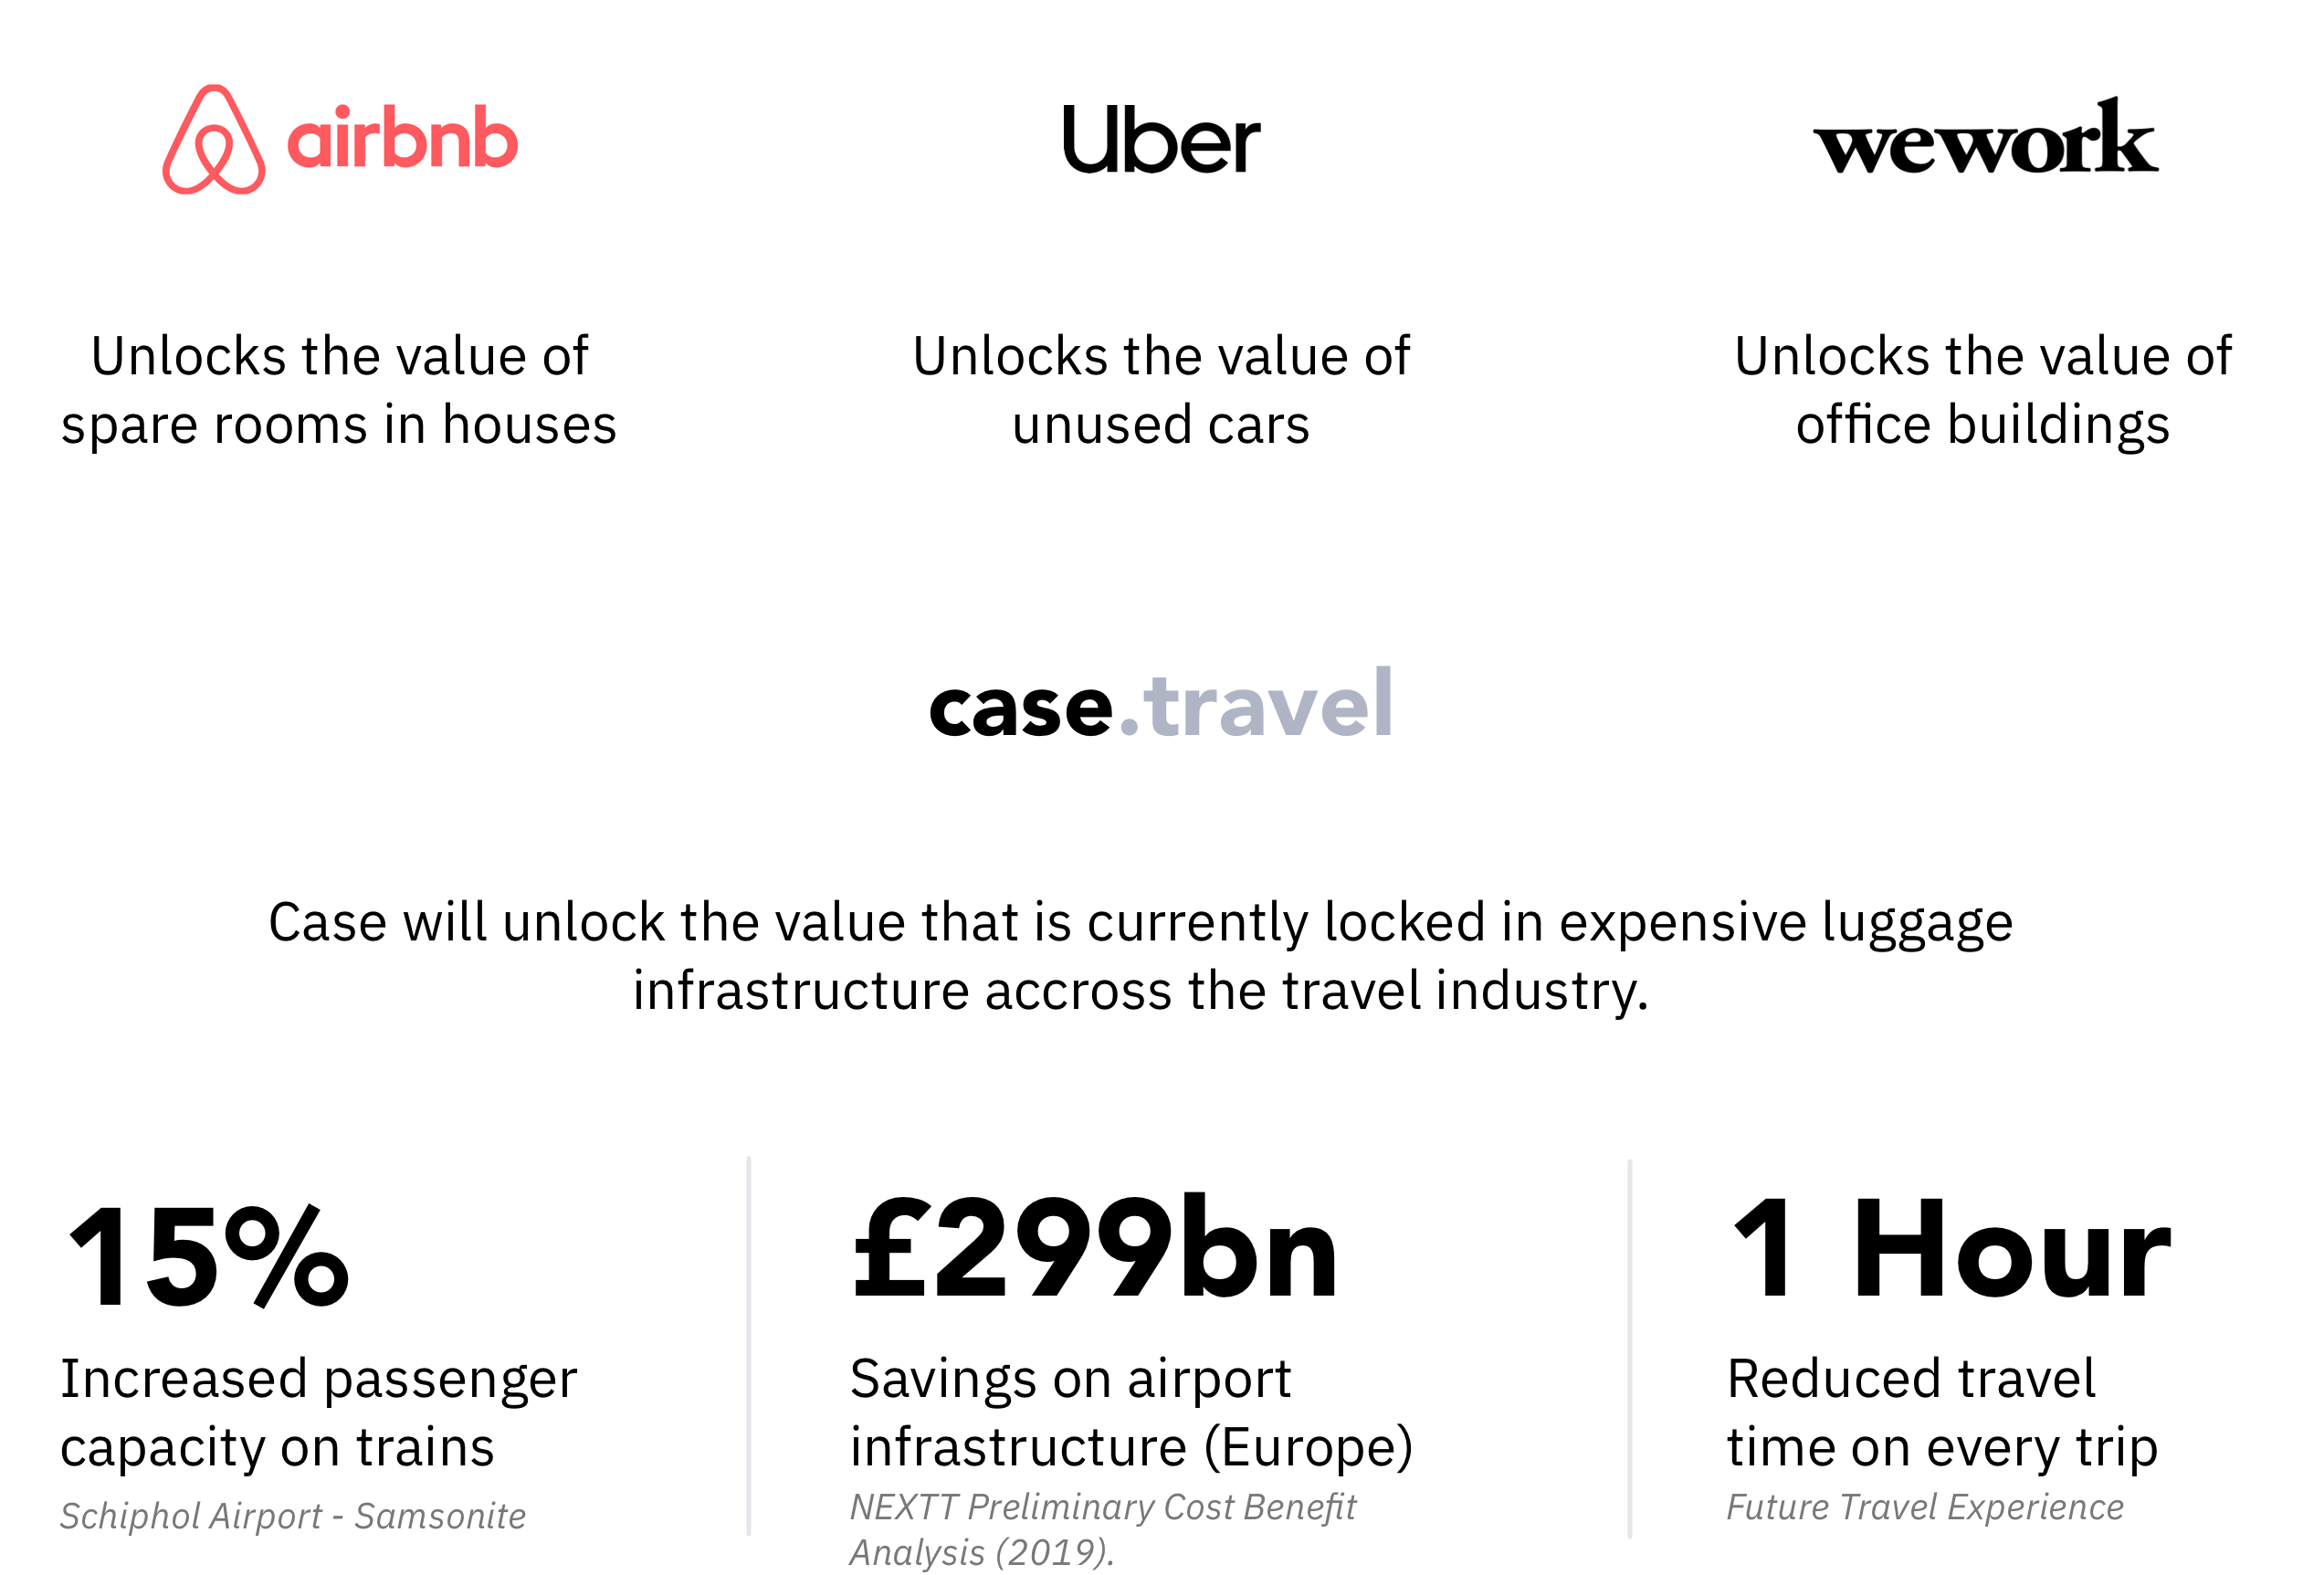 airbnb
Uber
wework
Unlocks the value of
spare rooms in houses
Unlocks the value of
unused cars
Unlocks the value of
office buildings
case.travel
Case will unlock the value that is currently locked in expensive luggage
infrastructure accross the travel industry.
15%
Increased passenger
capacity on trains
Schiphol Airport - Samsonite
£299bn
Savings on airport
infrastructure (Europe)
NEXTT Preliminary Cost Benefit
Analysis (2019).
1 Hour
Reduced travel
time on every trip
Future Travel Experience